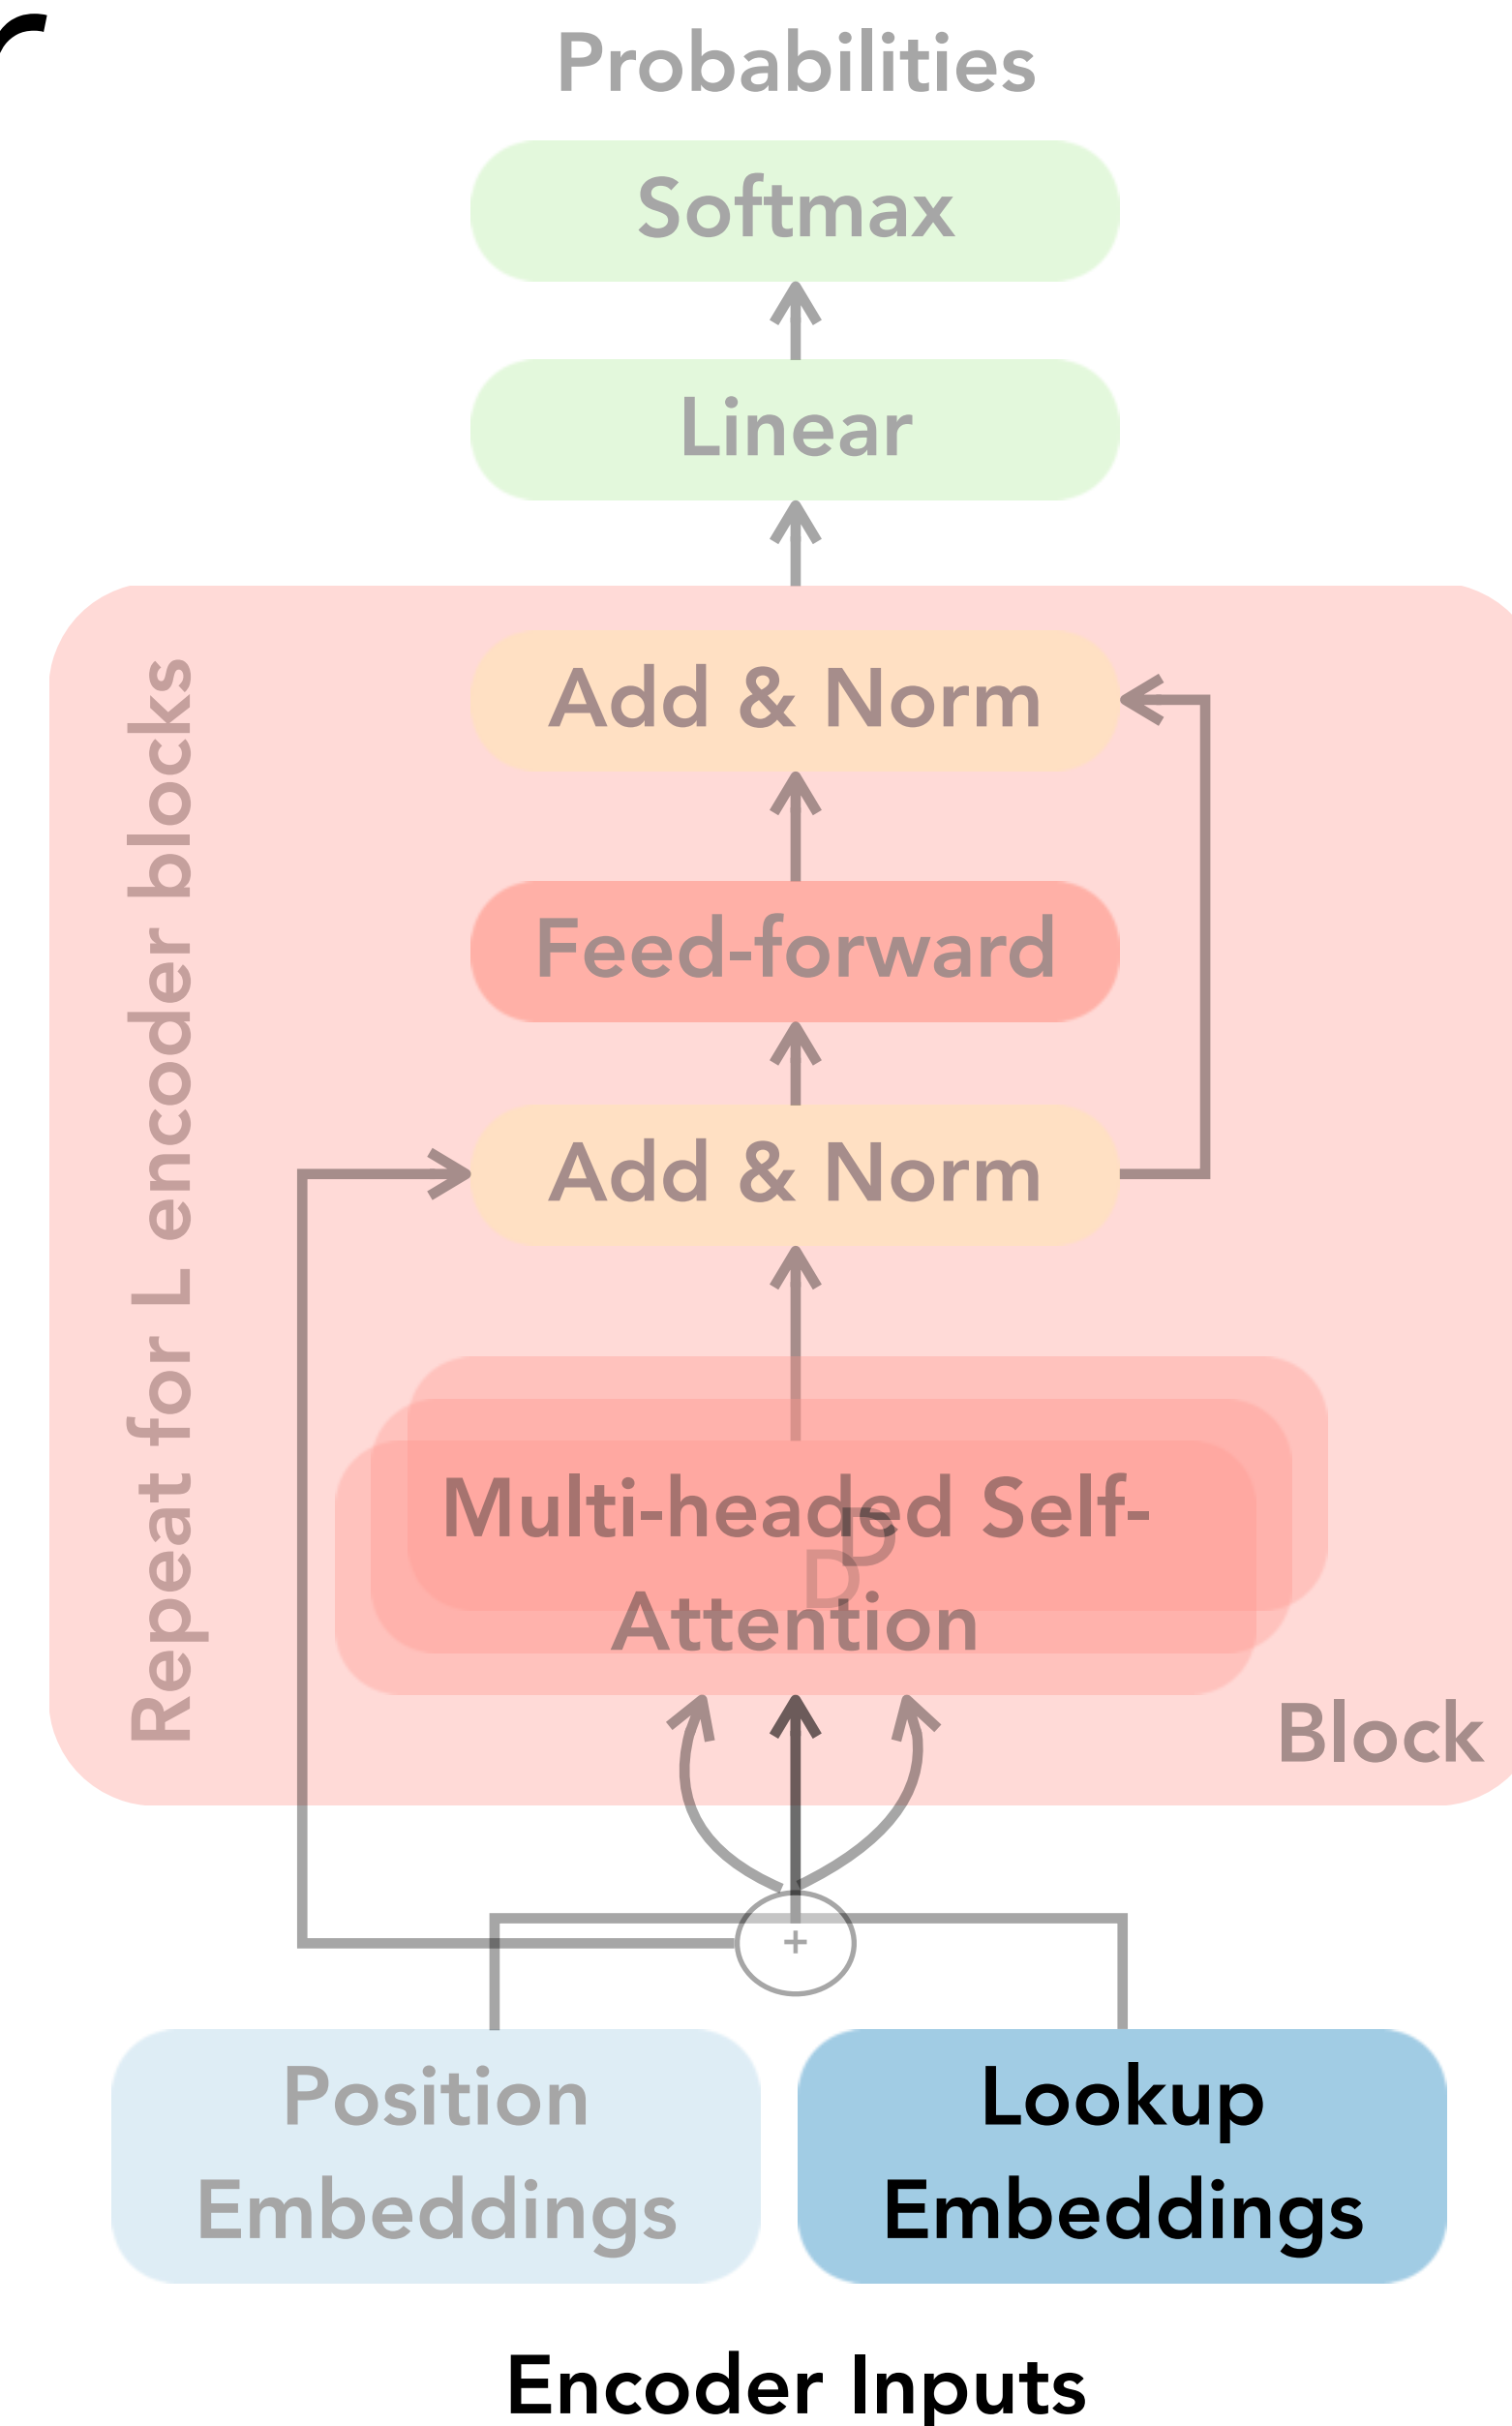 Probabilities
Softmax
Linear
Add & Norm
Feed-forward
Add & Norm
Repeat for L encoder blocks
Multi-headed Self-
Attention
D
D
Block
+
Position
Embeddings
Lookup
Embeddings
Encoder Inputs